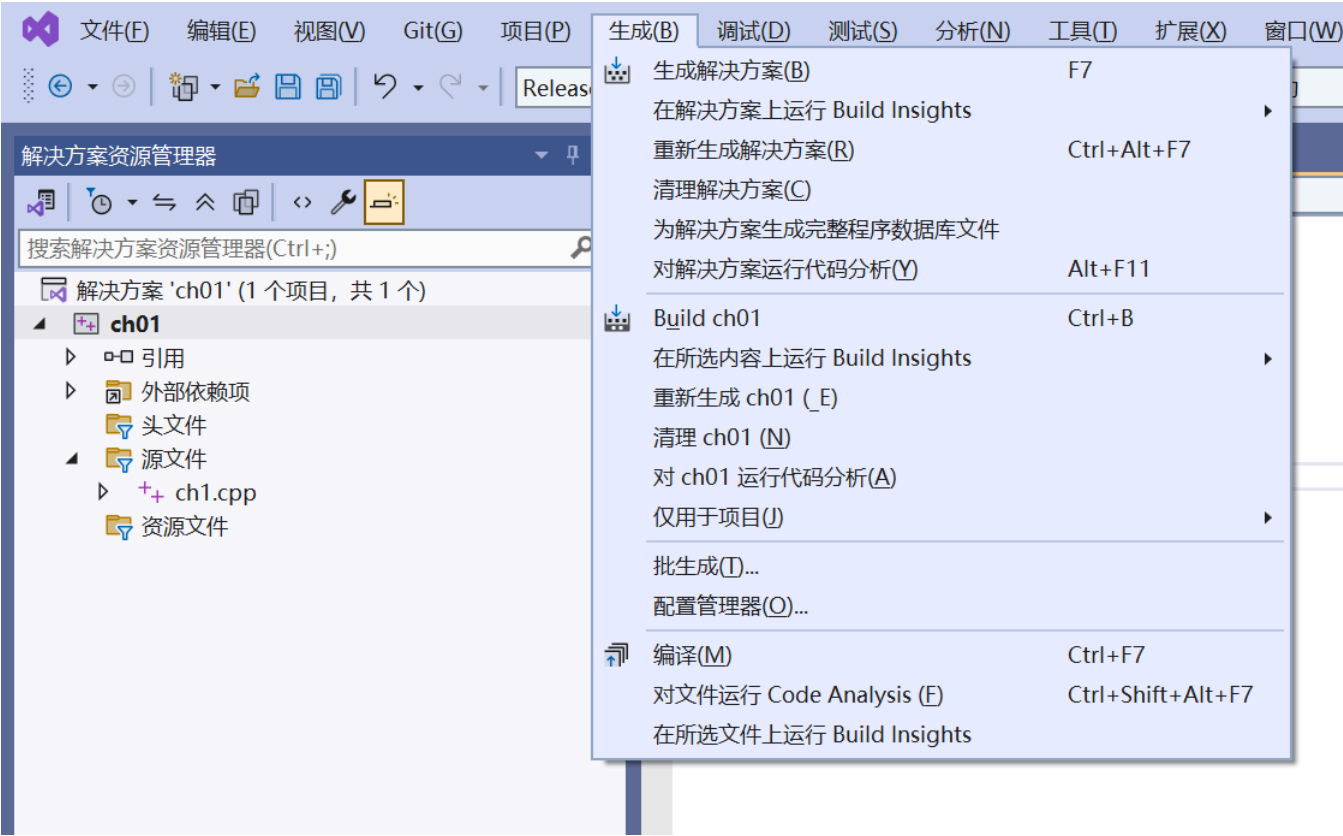 文件(F) 编辑(E) 视图(V) Git(G) 项目(P) 生成(B) 调试(D) 测试(S) 分析(N) 工具(T) 扩展(X) 窗口(W)
解决方案资源管理器
搜索解决方案资源管理器(Ctrl+;)
解决方案 'ch01' (1 个项目，共 1 个)
ch01
引用
外部依赖项
头文件
源文件
ch1.cpp
资源文件
生成解决方案(B) F7
在解决方案上运行 Build Insights
重新生成解决方案(R) Ctrl+Alt+F7
清理解决方案(C)
为解决方案生成完整程序数据库文件
对解决方案运行代码分析(Y) Alt+F11
Build ch01 Ctrl+B
在所选内容上运行 Build Insights
重新生成 ch01 (_E)
清理 ch01 (N)
对 ch01 运行代码分析(A)
仅用于项目(J)
批生成(T)...
配置管理器(O)...
编译(M) Ctrl+F7
对文件运行 Code Analysis (F) Ctrl+Shift+Alt+F7
在所选文件上运行 Build Insights